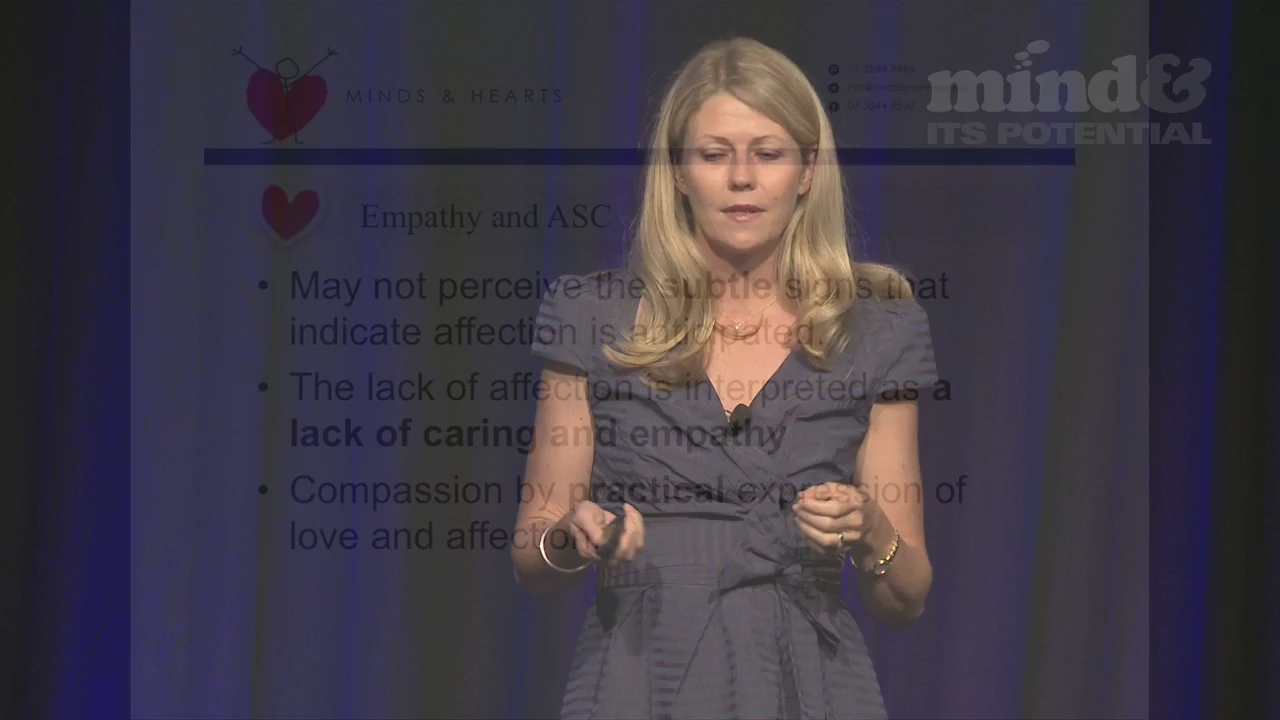 MINDS & HEARTS
mind&
ITS POTENTIAL
Empathy and ASC
• May not perceive the subtle signs that
indicate affection is anticipated.
• The lack of affection is interpreted as a
lack of caring and empathy
• Compassion by practical expression of
love and affection